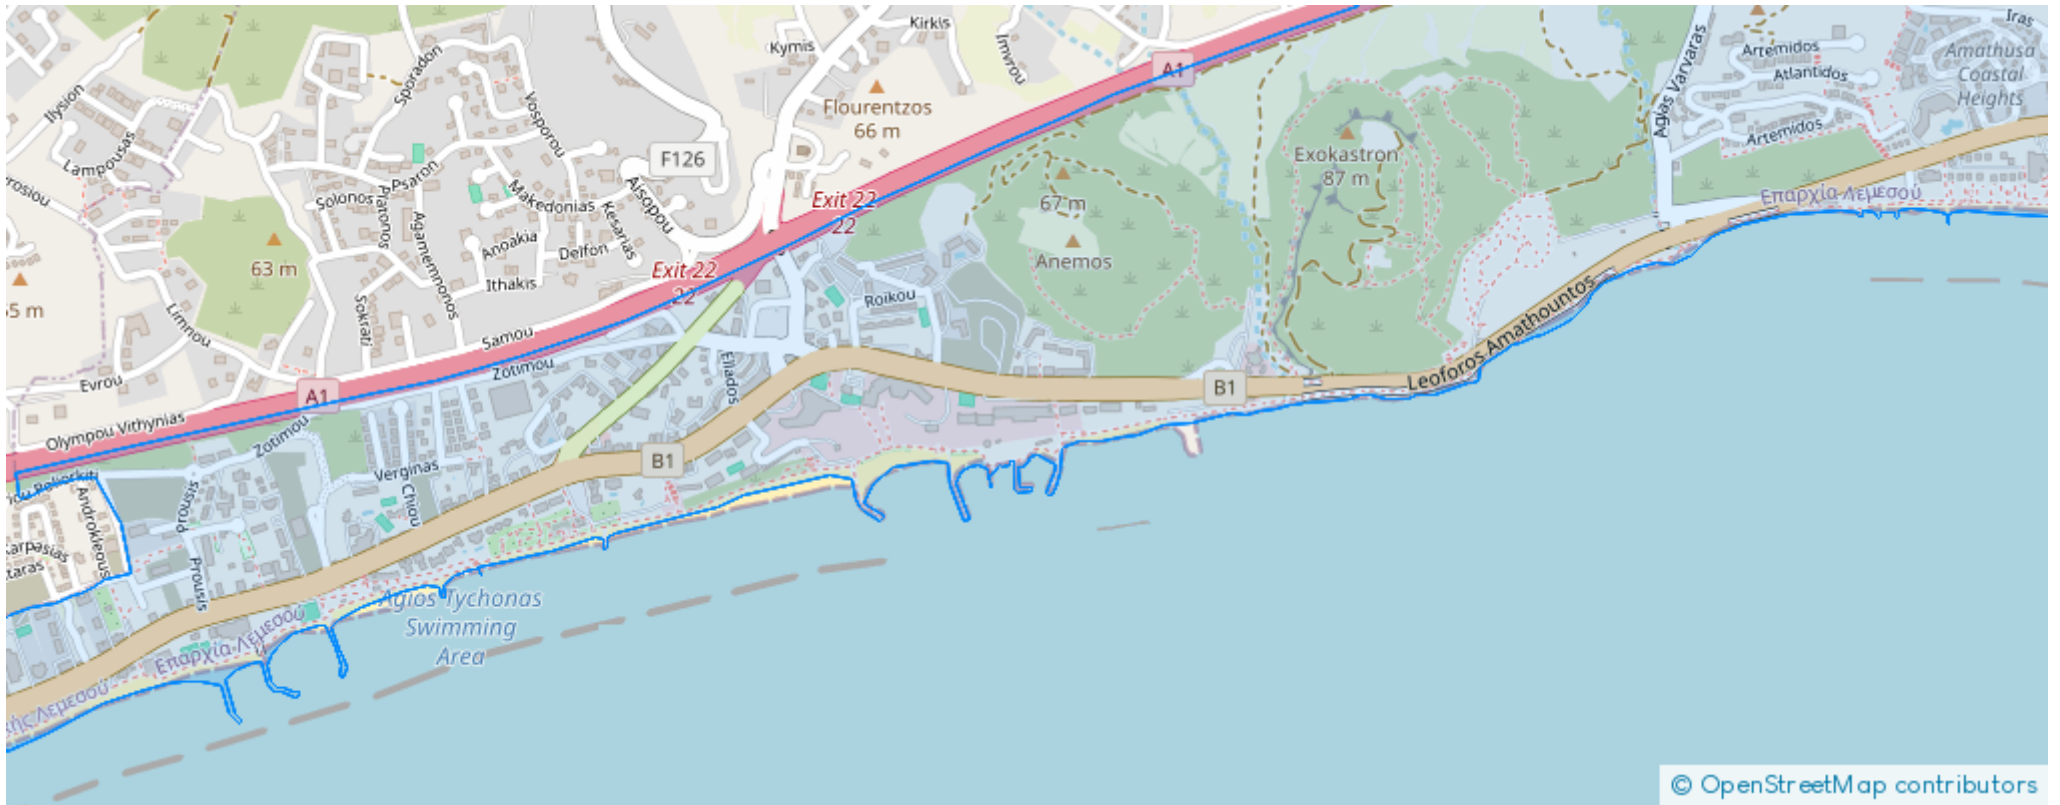 Kirkis
Kymis
Imvrou
A1
Iras
Artemidos
Amathusa
Coastal
Heights
Atlantidos
Agias Varvaras
Artemidos
Ilysion
Sporadon
Vosporou
Flourentzos
66 m
F126
Exokastron
87 m
Lampousas
Psaron
Solonos
Platonos
Makedonias
Aisopou
Kesarias
Agamemnonos
Exit 22
22
67 m
Επαρχία Λεμεσού
Anoakia
Delfon
63 m
Anemos
Exit 22
22
Ithakis
Sokrati
Limnou
Samou
Roikou
Leoforos Amathountos
Zotimou
Eliados
Evrou
A1
B1
Olympou Vithynias
Zotimou
B1
Verginas
Chiou
Androkleous
Prousis
Karpasias
Prousis
Agios Tychonas
Swimming
Area
Επαρχία Λεμεσού
Λεμεσού
© OpenStreetMap contributors